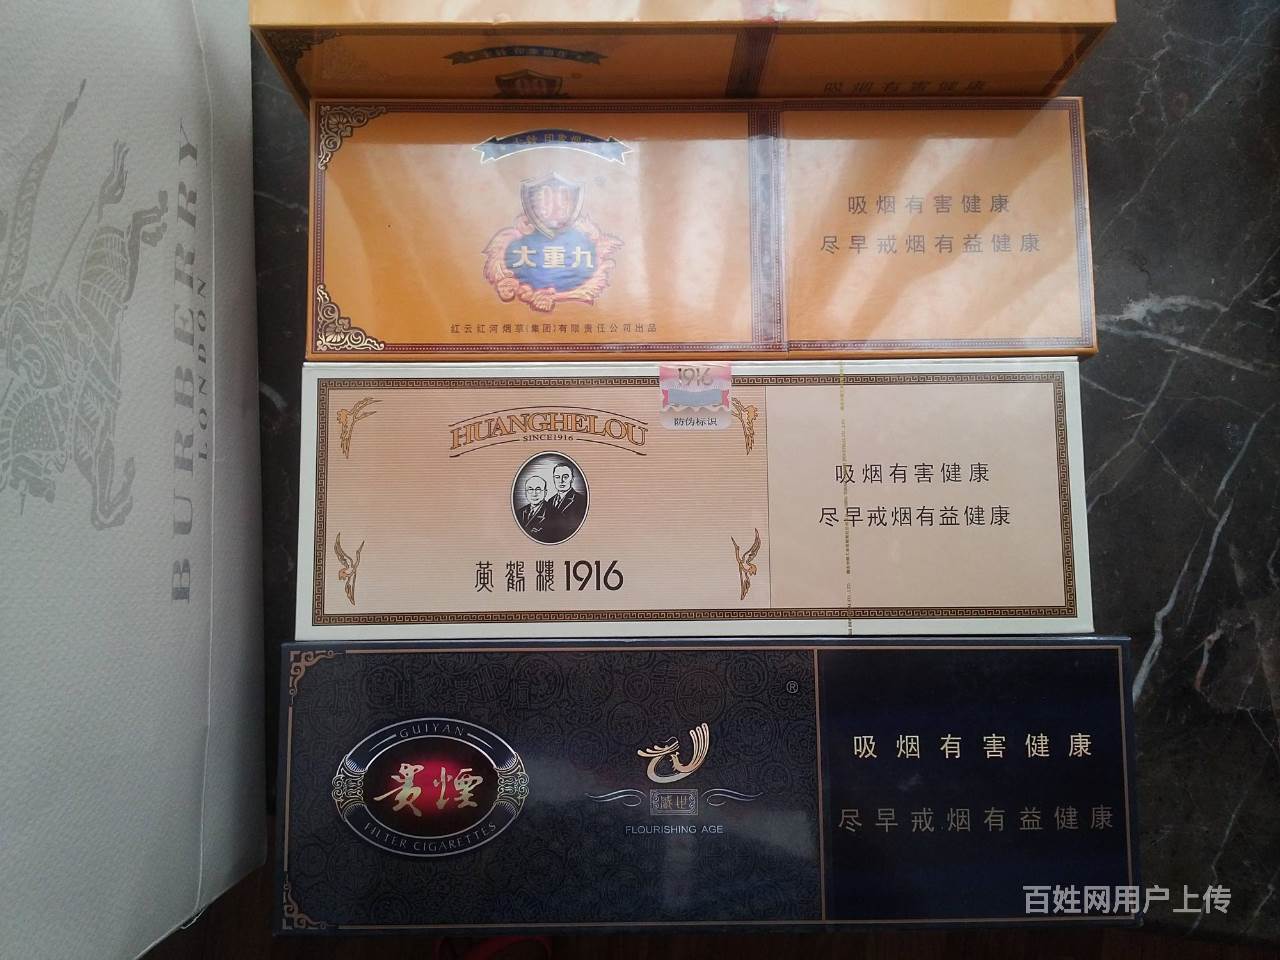 BURBERRY
LONDON
吸烟有害健康
大重九
红云红河烟草(集团)有限责任公司出品
吸烟有害健康
尽早戒烟有益健康
1916
防伪标识
HUANGHELOU
SINCE1916
黄鹤楼1916
吸烟有害健康
尽早戒烟有益健康
GUIYAN
貴煙
FILTER CIGARETTES
®
盛世
FLOURISHING AGE
吸烟有害健康
尽早戒烟有益健康
百姓网用户上传